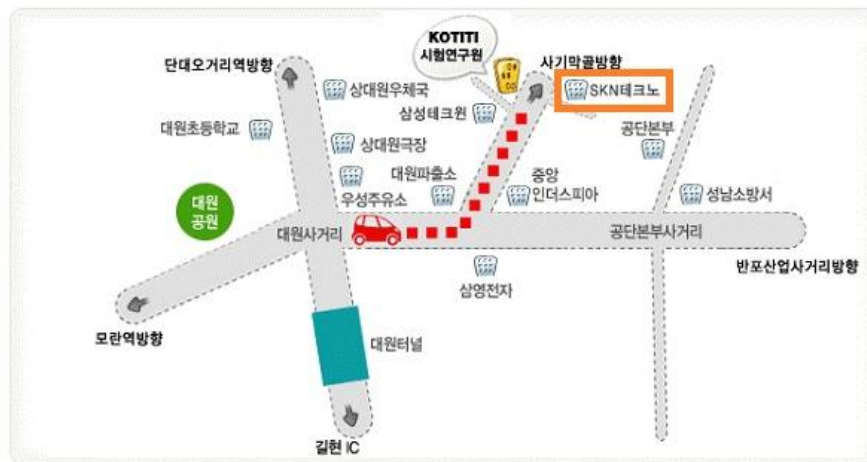 KOTITI
시험연구원
사기막골방향
단대오거리역방향
SKN테크노
상대원우체국
삼성테크윈
대원초등학교
공단본부
상대원극장
대원파출소
중앙
인더스피아
성남소방서
우성주유소
대원
공원
대원사거리
공단본부사거리
반포산업사거리방향
삼영전자
모란역방향
대원터널
길현 IC